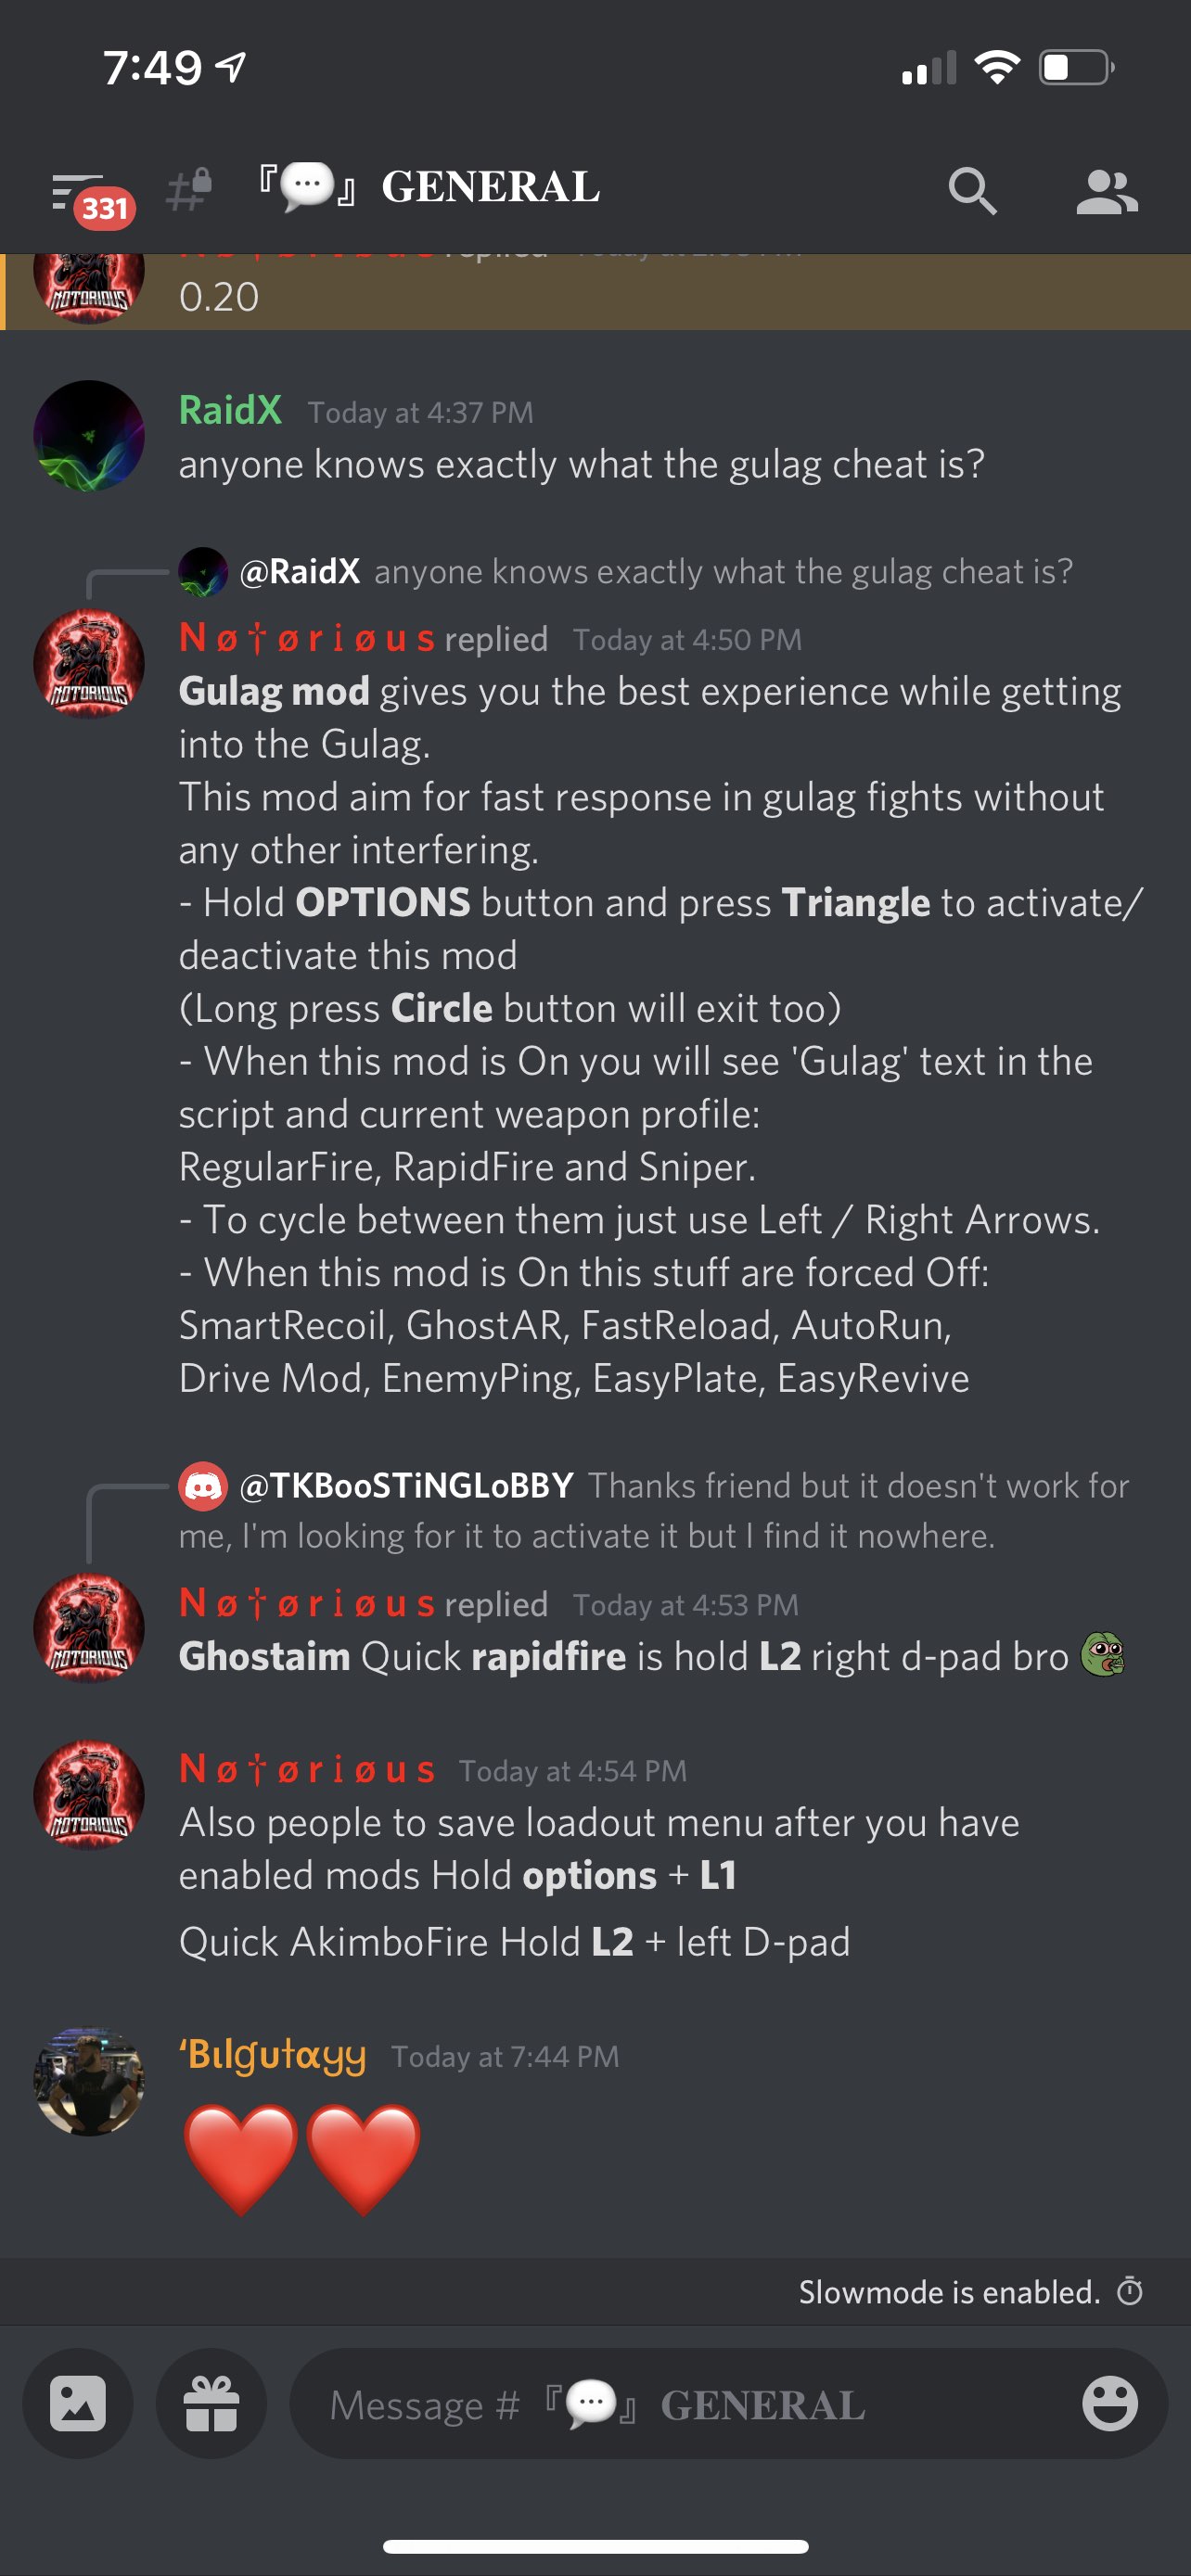 7:49
331
『💬』 GENERAL
0.20
NOTORIOUS
RaidX Today at 4:37 PM
anyone knows exactly what the gulag cheat is?
@RaidX anyone knows exactly what the gulag cheat is?
NOTORIOUS
N ø † ø r i ø u s replied Today at 4:50 PM
Gulag mod gives you the best experience while getting
into the Gulag.
This mod aim for fast response in gulag fights without
any other interfering.
- Hold OPTIONS button and press Triangle to activate/
deactivate this mod
(Long press Circle button will exit too)
- When this mod is On you will see 'Gulag' text in the
script and current weapon profile:
RegularFire, RapidFire and Sniper.
- To cycle between them just use Left / Right Arrows.
- When this mod is On this stuff are forced Off:
SmartRecoil, GhostAR, FastReload, AutoRun,
Drive Mod, EnemyPing, EasyPlate, EasyRevive
@TKBooSTiNGLoBBY Thanks friend but it doesn't work for
me, I'm looking for it to activate it but I find it nowhere.
NOTORIOUS
N ø † ø r i ø u s replied Today at 4:53 PM
Ghostaim Quick rapidfire is hold L2 right d-pad bro
NOTORIOUS
N ø † ø r i ø u s Today at 4:54 PM
Also people to save loadout menu after you have
enabled mods Hold options + L1
Quick AkimboFire Hold L2 + left D-pad
‘Bιlgυtαyy Today at 7:44 PM
❤️❤️
Slowmode is enabled.
Message # 『💬』 GENERAL